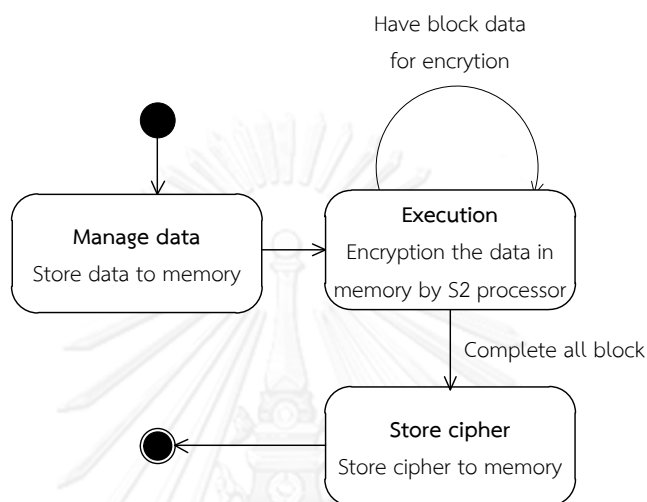 Have block data
for encrytion
Manage data
Store data to memory
Execution
Encryption the data in
memory by S2 processor
Complete all block
Store cipher
Store cipher to memory